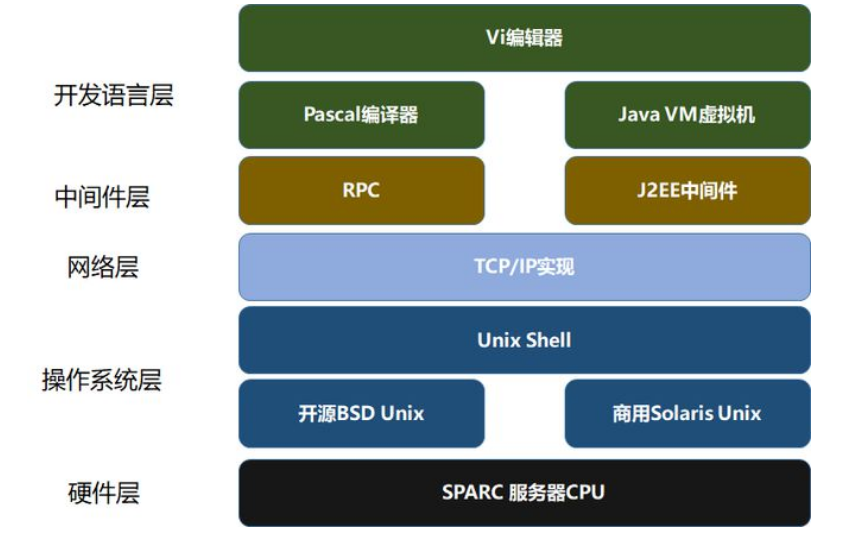 Vi编辑器
开发语言层
Pascal编译器
Java VM虚拟机
中间件层
RPC
J2EE中间件
网络层
TCP/IP实现
Unix Shell
操作系统层
开源BSD Unix
商用Solaris Unix
硬件层
SPARC 服务器CPU